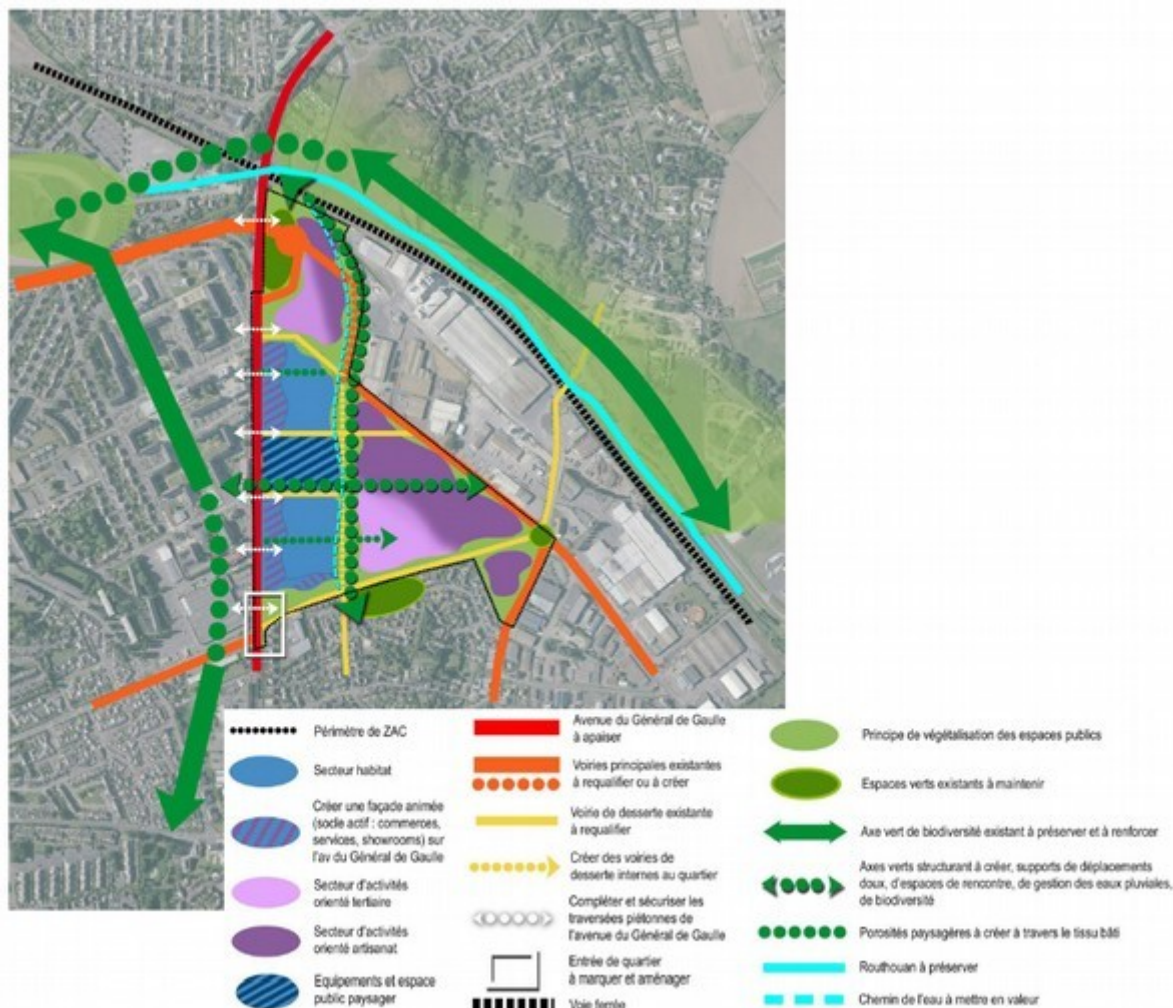 Périmètre de ZAC
Secteur habitat
Créer une façade animée
(socle actif : commerces,
services, showrooms) sur
l'av du Général de Gaulle
Secteur d'activités
orienté tertiaire
Secteur d'activités
orienté artisanat
Equipements et espace
public paysager
Avenue du Général de Gaulle
à apaiser
Voiries principales existantes
à requalifier ou à créer
Voirie de desserte existante
à requalifier
Créer des voiries de
desserte internes au quartier
Compléter et sécuriser les
traversées piétonnes de
l'avenue du Général de Gaulle
Entrée de quartier
à marquer et aménager
Voie ferrée
Principe de végétalisation des espaces publics
Espaces verts existants à maintenir
Axe vert de biodiversité existant à préserver et à renforcer
Axes verts structurant à créer, supports de déplacements
doux, d'espaces de rencontre, de gestion des eaux pluviales,
de biodiversité
Porosités paysagères à créer à travers le tissu bâti
Routhouan à préserver
Chemin de l'eau à mettre en valeur